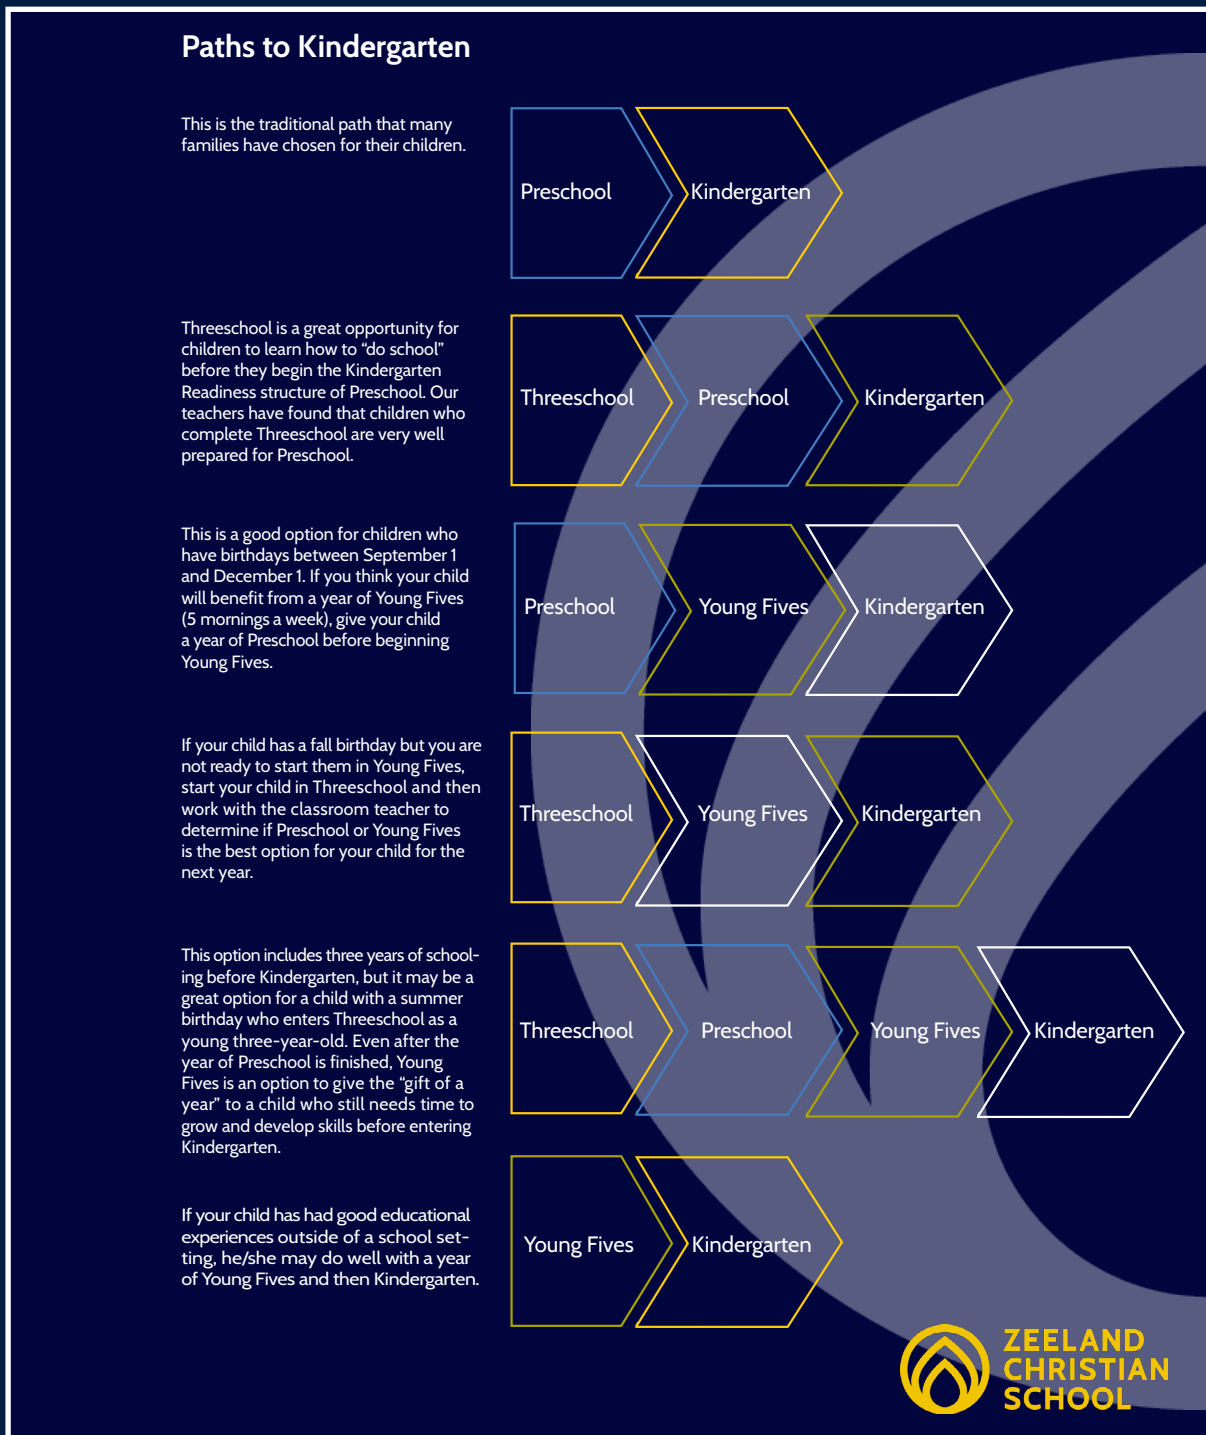 Paths to Kindergarten
This is the traditional path that many
families have chosen for their children.
Preschool
Kindergarten
Threeschool is a great opportunity for
children to learn how to “do school”
before they begin the Kindergarten
Readiness structure of Preschool. Our
teachers have found that children who
complete Threeschool are very well
prepared for Preschool.
Threeschool
Preschool
Kindergarten
This is a good option for children who
have birthdays between September 1
and December 1. If you think your child
will benefit from a year of Young Fives
(5 mornings a week), give your child
a year of Preschool before beginning
Young Fives.
Preschool
Young Fives
Kindergarten
If your child has a fall birthday but you are
not ready to start them in Young Fives,
start your child in Threeschool and then
work with the classroom teacher to
determine if Preschool or Young Fives
is the best option for your child for the
next year.
Threeschool
Young Fives
Kindergarten
This option includes three years of school-
ing before Kindergarten, but it may be a
great option for a child with a summer
birthday who enters Threeschool as a
young three-year-old. Even after the
year of Preschool is finished, Young
Fives is an option to give the “gift of a
year” to a child who still needs time to
grow and develop skills before entering
Kindergarten.
Threeschool
Preschool
Young Fives
Kindergarten
If your child has had good educational
experiences outside of a school set-
ting, he/she may do well with a year
of Young Fives and then Kindergarten.
Young Fives
Kindergarten
ZEELAND
CHRISTIAN
SCHOOL